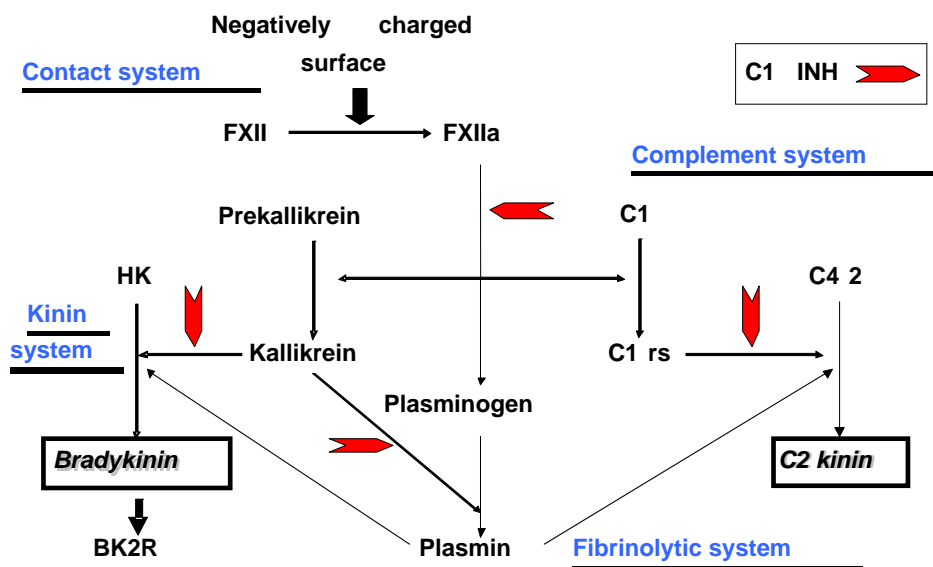 Negatively charged
surface
Contact system
C1 INH
FXII FXIIa
Complement system
Prekallikrein C1
HK C4 2
Kinin
system
Kallikrein C1 rs
Plasminogen
Bradykinin C2 kinin
BK2R Plasmin Fibrinolytic system